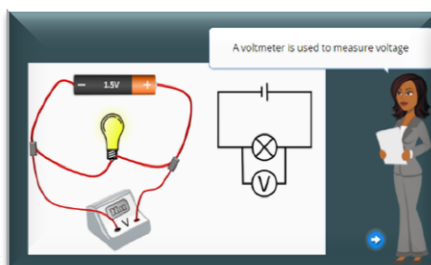 A voltmeter is used to measure voltage
− 1.5V +
V
V